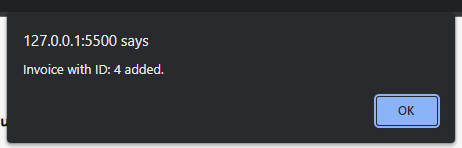 127.0.0.1:5500 says
Invoice with ID: 4 added.
OK